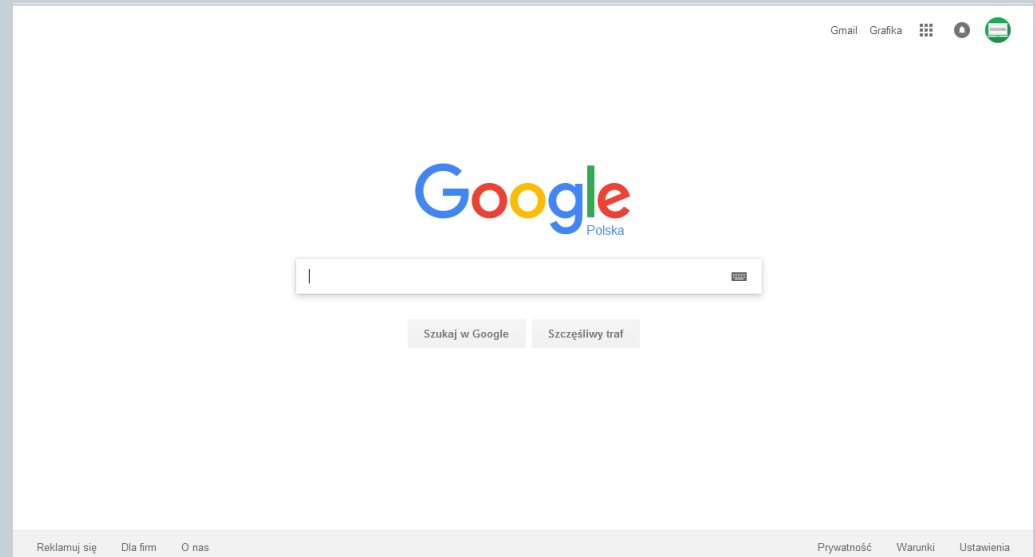 Gmail Grafika
Google
Polska
Szukaj w Google Szczęśliwy traf
Reklamuj się Dla firm O nas Prywatność Warunki Ustawienia